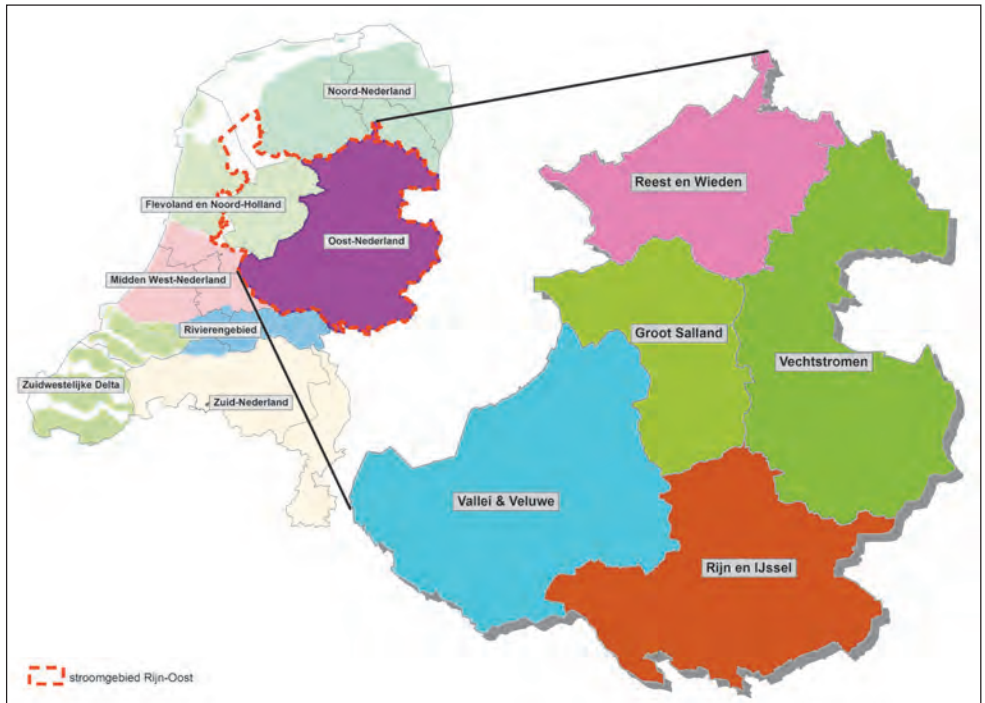 Noord-Nederland
Flevoland en Noord-Holland
Oost-Nederland
Midden West-Nederland
Rivierengebied
Zuidwestelijke Delta
Zuid-Nederland
Reest en Wieden
Groot Salland
Vechtstromen
Vallei & Veluwe
Rijn en IJssel
stroomgebied Rijn-Oost